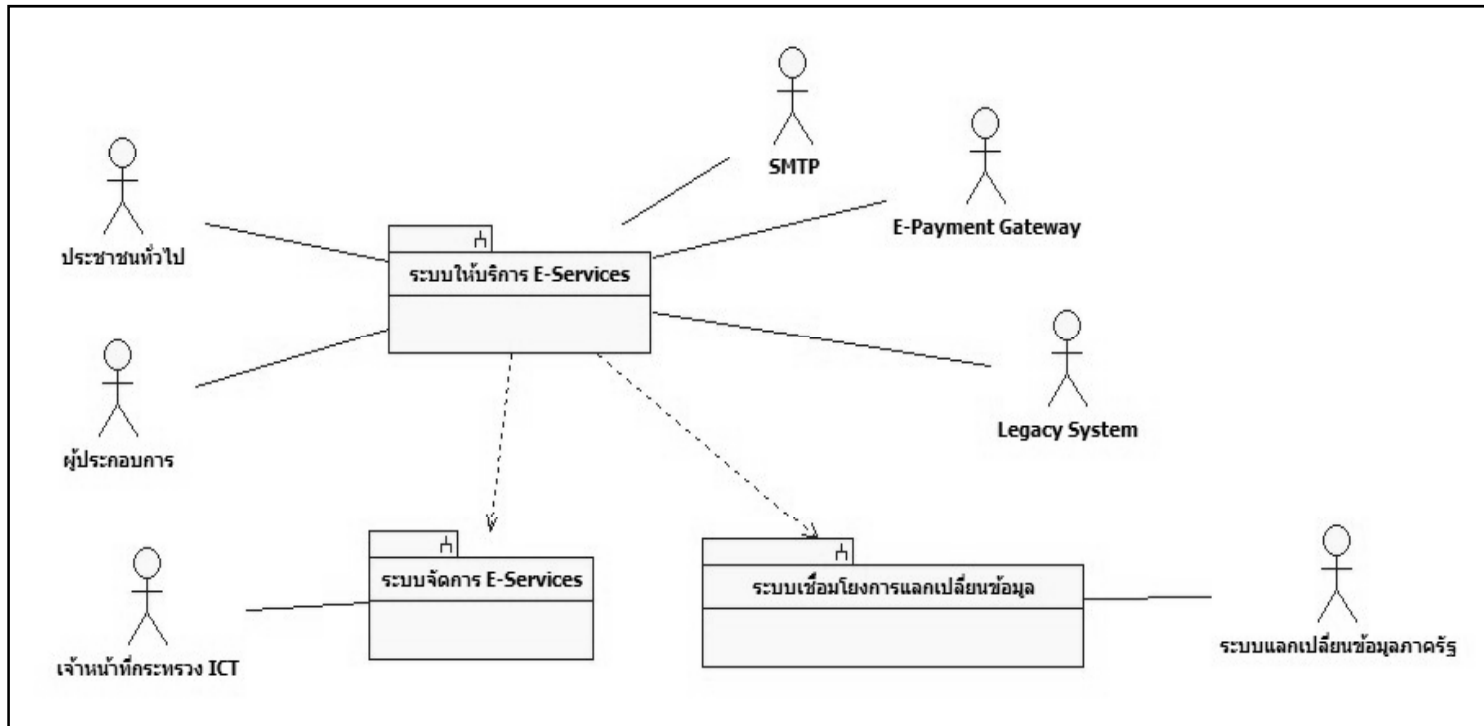 SMTP
E-Payment Gateway
ประชาชนทั่วไป
ระบบให้บริการ E-Services
Legacy System
ผู้ประกอบการ
ระบบจัดการ E-Services
ระบบเชื่อมโยงการแลกเปลี่ยนข้อมูล
ระบบแลกเปลี่ยนข้อมูลภาครัฐ
เจ้าหน้าที่กระทรวง ICT